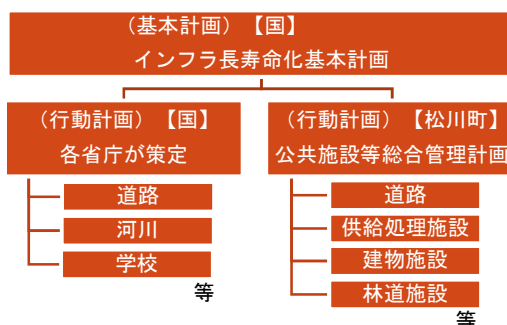 （基本計画）【国】
インフラ長寿命化基本計画
（行動計画）【国】
各省庁が策定
道路
河川
学校
等
（行動計画）【松川町】
公共施設等総合管理計画
道路
供給処理施設
建物施設
林道施設
等